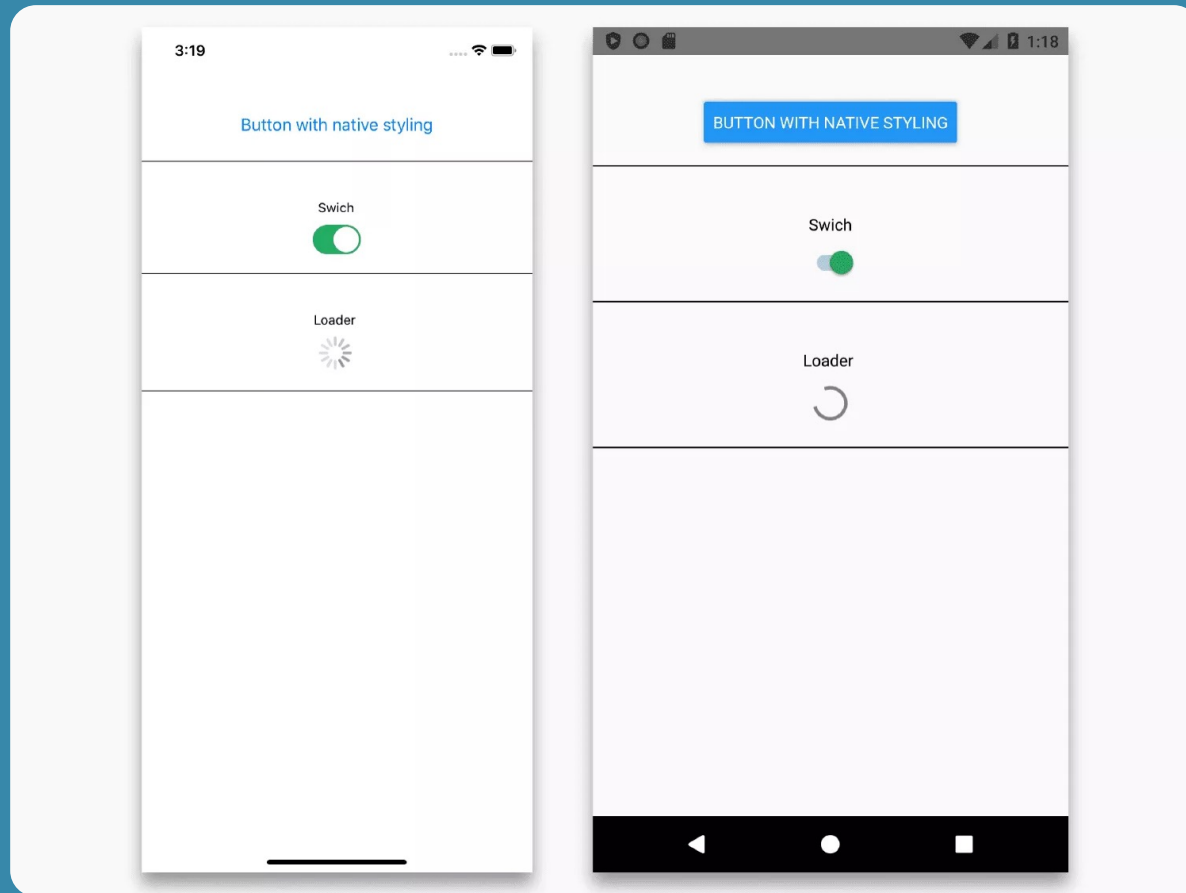 3:19
Button with native styling
Swich
Loader
1:18
BUTTON WITH NATIVE STYLING
Swich
Loader